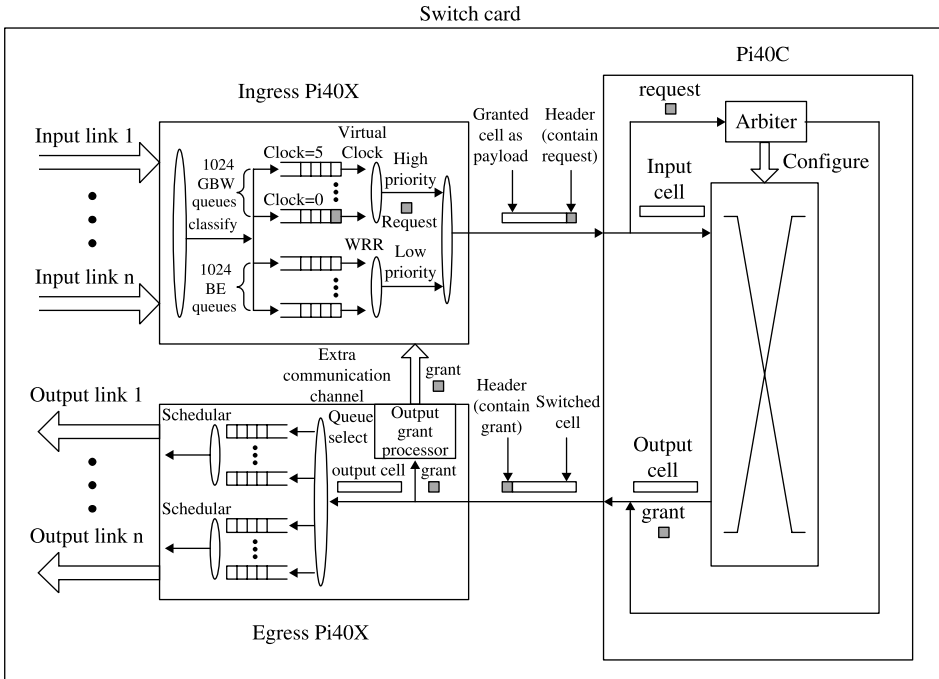 Switch card
Pi40C
Ingress Pi40X
Input link 1
Input link n
1024
GBW
queues
classify
1024
BE
queues
Clock=5
Clock=0
Virtual
Clock
High
priority
Request
WRR
Low
priority
Granted
cell as
payload
Header
(contain
request)
request
Arbiter
Configure
Input
cell
Extra
communication
channel
grant
Output link 1
Output link n
Schedular
Schedular
Queue
select
Output
grant
processor
output cell
grant
Header
(contain
grant)
Switched
cell
Output
cell
grant
Egress Pi40X